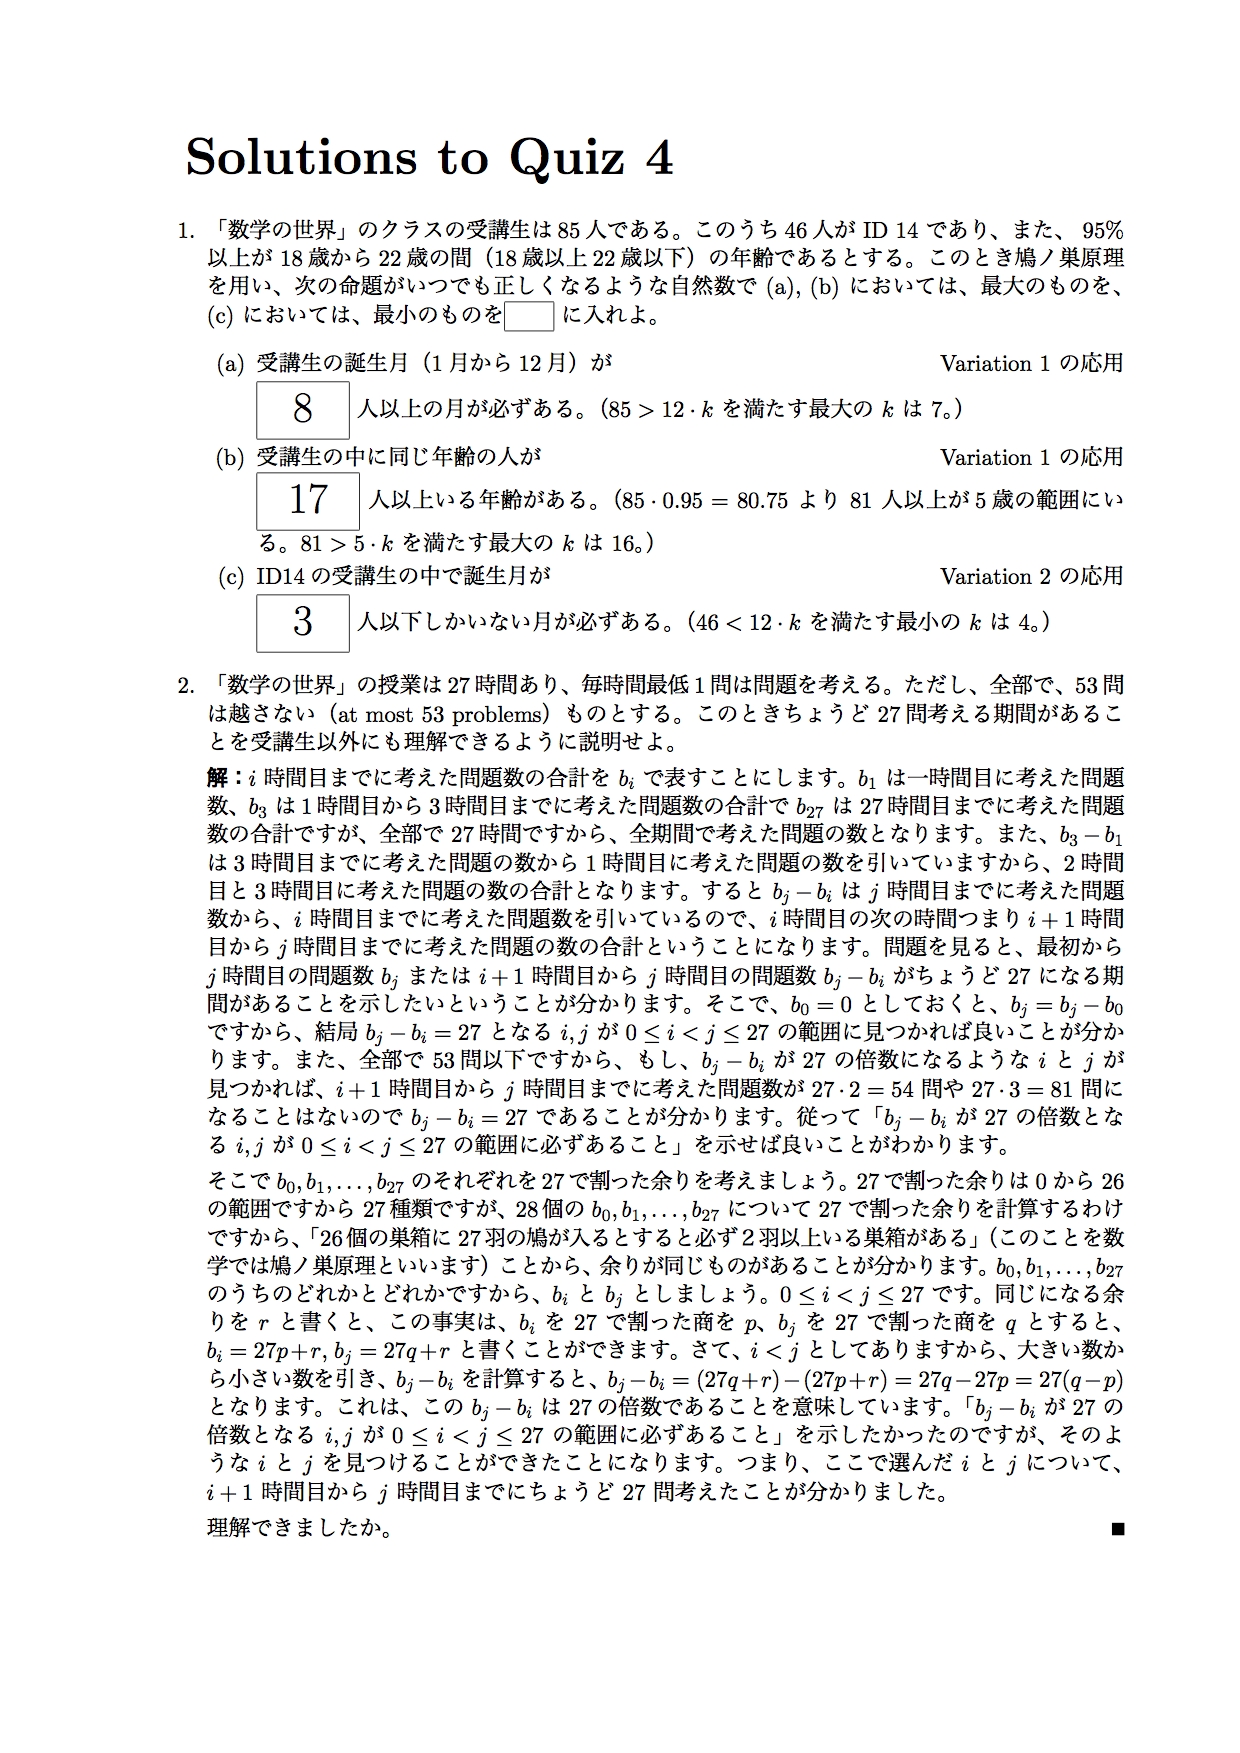 Solutions to Quiz 4
1. 「数学の世界」のクラスの受講生は 85 人である。このうち 46 人が ID 14 であり、また、 95%
以上が 18 歳から 22 歳の間（18 歳以上 22 歳以下）の年齢であるとする。このとき鳩ノ巣原理
を用い、次の命題がいつでも正しくなるような自然数で (a), (b) においては、最大のものを、
(c) においては、最小のものを に入れよ。
(a) 受講生の誕生月（1 月から 12 月）が Variation 1 の応用
8 人以上の月が必ずある。（85 > 12 · k を満たす最大の k は 7。）
(b) 受講生の中に同じ年齢の人が Variation 1 の応用
17 人以上いる年齢がある。（85 · 0.95 = 80.75 より 81 人以上が 5 歳の範囲にい
る。81 > 5 · k を満たす最大の k は 16。）
(c) ID14 の受講生の中で誕生月が Variation 2 の応用
3 人以下しかいない月が必ずある。（46 < 12 · k を満たす最小の k は 4。）
2. 「数学の世界」の授業は 27 時間あり、毎時間最低 1 問は問題を考える。ただし、全部で、53 問
は越さない（at most 53 problems）ものとする。このときちょうど 27 問考える期間があるこ
とを受講生以外にも理解できるように説明せよ。
解：i 時間目までに考えた問題数の合計を b_i で表すことにします。b_1 は一時間目に考えた問題
数、b_3 は 1 時間目から 3 時間目までに考えた問題数の合計で b_27 は 27 時間目までに考えた問題
数の合計ですが、全部で 27 時間ですから、全期間で考えた問題の数となります。また、b_3 − b_1
は 3 時間目までに考えた問題の数から 1 時間目に考えた問題の数を引いていますから、2 時間
目と 3 時間目に考えた問題の数の合計となります。すると b_j − b_i は j 時間目までに考えた問題
数から、i 時間目までに考えた問題数を引いているので、i 時間目の次の時間つまり i + 1 時間
目から j 時間目までに考えた問題の数の合計ということになります。問題を見ると、最初から
j 時間目の問題数 b_j または i + 1 時間目から j 時間目の問題数 b_j − b_i がちょうど 27 になる期
間があることを示したいということが分かります。そこで、b_0 = 0 としておくと、b_j = b_j − b_0
ですから、結局 b_j − b_i = 27 となる i, j が 0 ≤ i < j ≤ 27 の範囲に見つかれば良いことが分か
ります。また、全部で 53 問以下ですから、もし、b_j − b_i が 27 の倍数になるような i と j が
見つかれば、i + 1 時間目から j 時間目までに考えた問題数が 27 · 2 = 54 問や 27 · 3 = 81 問に
なることはないので b_j − b_i = 27 であることが分かります。従って「b_j − b_i が 27 の倍数とな
る i, j が 0 ≤ i < j ≤ 27 の範囲に必ずあること」を示せば良いことがわかります。
そこで b_0, b_1, . . . , b_27 のそれぞれを 27 で割った余りを考えましょう。27 で割った余りは 0 から 26
の範囲ですから 27 種類ですが、28 個の b_0, b_1, . . . , b_27 について 27 で割った余りを計算するわけ
ですから、「26 個の巣箱に 27 羽の鳩が入るとすると必ず２羽以上いる巣箱がある」（このことを数
学では鳩ノ巣原理といいます）ことから、余りが同じものがあることが分かります。b_0, b_1, . . . , b_27
のうちのどれかとどれかですから、b_i と b_j としましょう。0 ≤ i < j ≤ 27 です。同じになる余
りを r と書くと、この事実は、b_i を 27 で割った商を p、b_j を 27 で割った商を q とすると、
b_i = 27p + r, b_j = 27q + r と書くことができます。さて、i < j としてありますから、大きい数か
ら小さい数を引き、b_j − b_i を計算すると、b_j − b_i = (27q + r) − (27p + r) = 27q − 27p = 27(q − p)
となります。これは、この b_j − b_i は 27 の倍数であることを意味しています。「b_j − b_i が 27 の
倍数となる i, j が 0 ≤ i < j ≤ 27 の範囲に必ずあること」を示したかったのですが、そのよ
うな i と j を見つけることができたことになります。つまり、ここで選んだ i と j について、
i + 1 時間目から j 時間目までにちょうど 27 問考えたことが分かりました。
理解できましたか。 ■